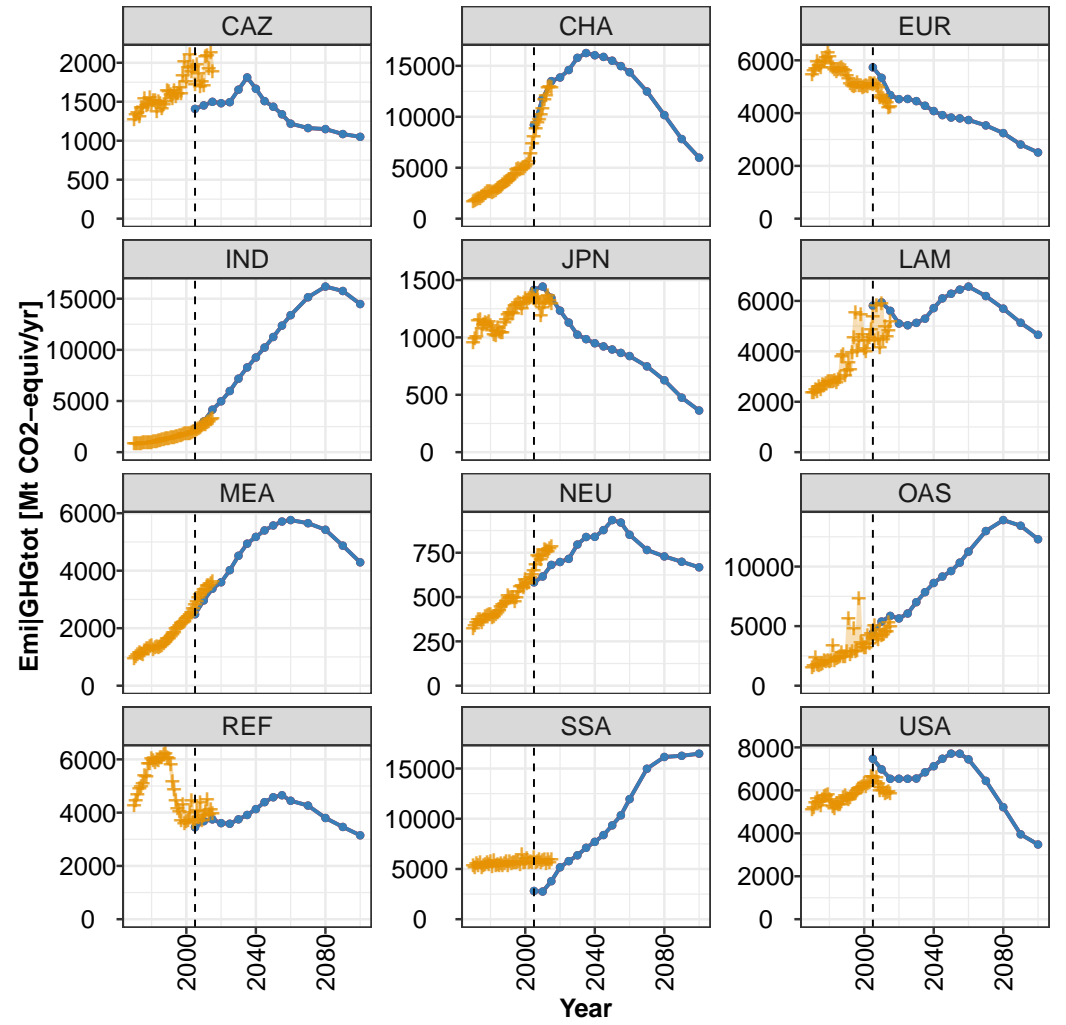 CAZ CHA EUR
2000 15000 6000
1500 10000 4000
1000 5000 2000
500 0 0
0
IND JPN LAM
15000 1500 6000
10000 1000 4000
5000 500 2000
0 0 0
MEA NEU OAS
6000 750 10000
4000 500 5000
2000 250 0
0 0
REF SSA USA
6000 15000 8000
4000 10000 6000
2000 5000 4000
0 0 2000
0
2000 2040 2080 2000 2040 2080 2000 2040 2080
Year
Emi|GHGtot [Mt CO2−equiv/yr]